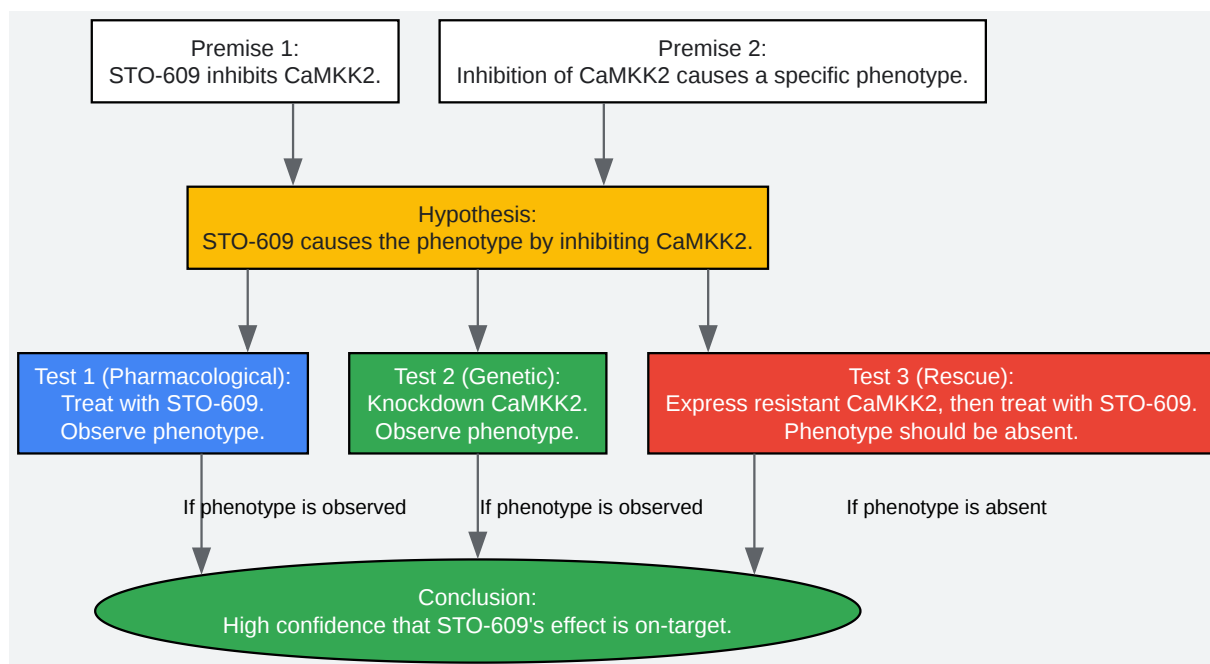 Premise 1:
STO-609 inhibits CaMKK2.
Premise 2:
Inhibition of CaMKK2 causes a specific phenotype.
Hypothesis:
STO-609 causes the phenotype by inhibiting CaMKK2.
Test 1 (Pharmacological):
Treat with STO-609.
Observe phenotype.
Test 2 (Genetic):
Knockdown CaMKK2.
Observe phenotype.
Test 3 (Rescue):
Express resistant CaMKK2, then treat with STO-609.
Phenotype should be absent.
If phenotype is observed
If phenotype is observed
If phenotype is absent
Conclusion:
High confidence that STO-609's effect is on-target.